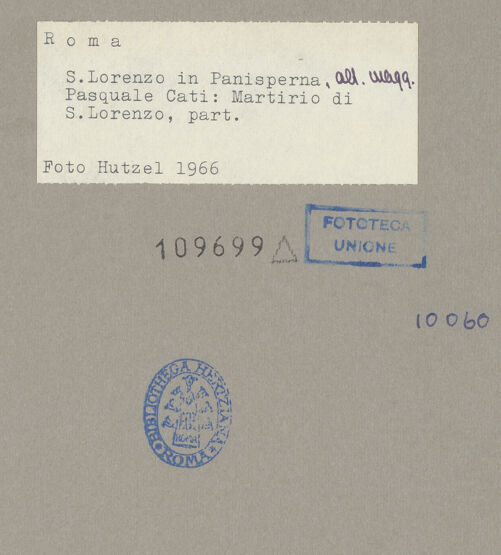 Roma
S.Lorenzo in Panisperna, alt. magg.
Pasquale Cati: Martirio di
S.Lorenzo, part.
Foto Hutzel 1966
109699
FOTOTECA
UNIONE
10060
BIBLIOTHECA HERTZIANA
ROMA